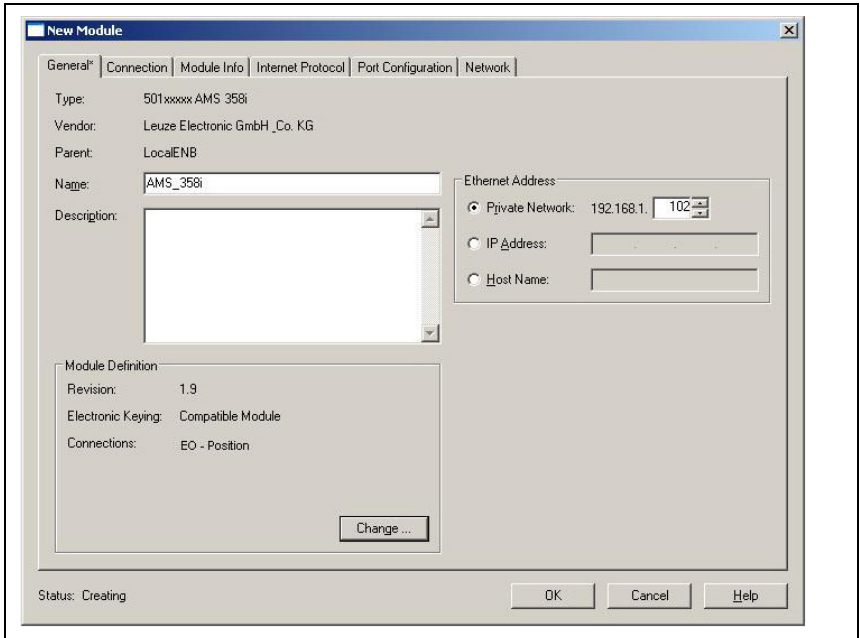 New Module
General* Connection Module Info Internet Protocol Port Configuration Network
Type: 501xxxxx AMS 358i
Vendor: Leuze Electronic GmbH _Co. KG
Parent: LocalENB
Name: AMS_358i
Description:
Ethernet Address
Private Network: 192.168.1. 102
IP Address: . . .
Host Name:
Module Definition
Revision: 1.9
Electronic Keying: Compatible Module
Connections: EO - Position
Change ...
Status: Creating
OK Cancel Help